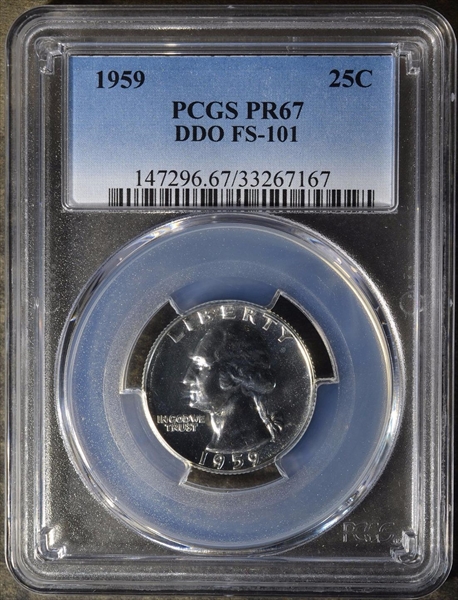 1959 25C
PCGS PR67
DDO FS-101
147296.67/33267167
LIBERTY
IN GOD WE
TRUST
1959
PCGS